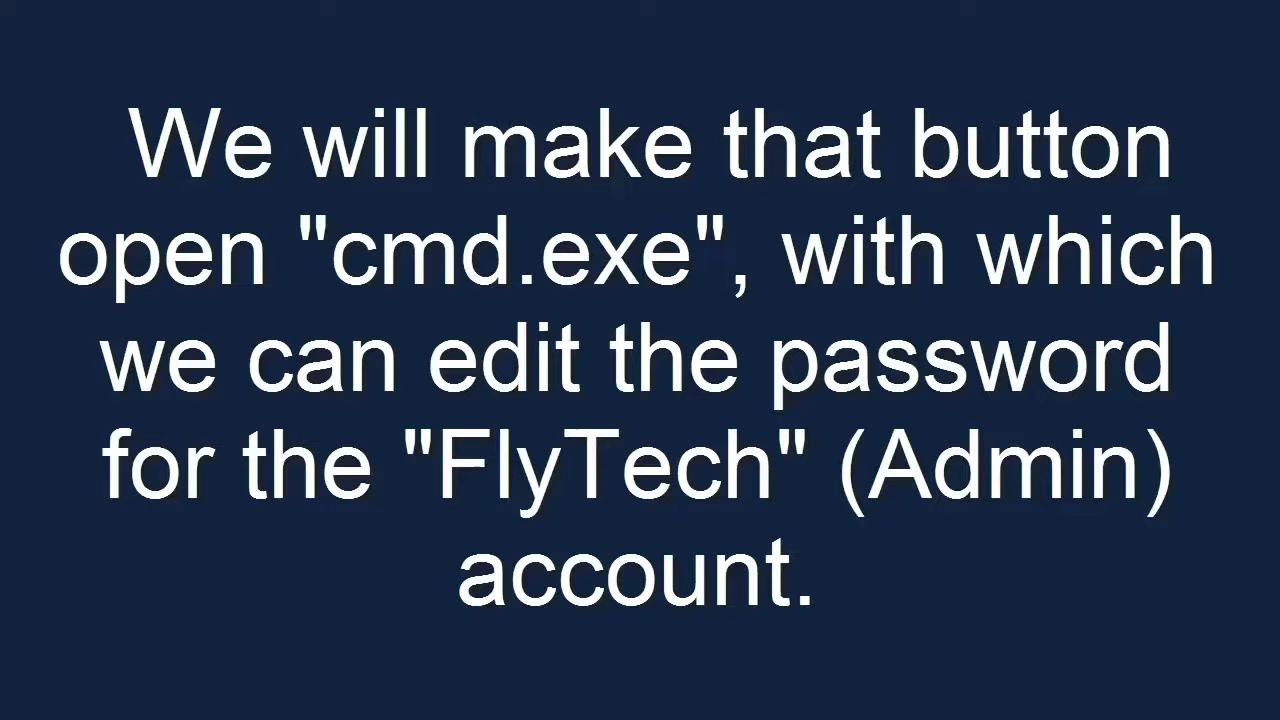 We will make that button
open "cmd.exe", with which
we can edit the password
for the "FlyTech" (Admin)
account.